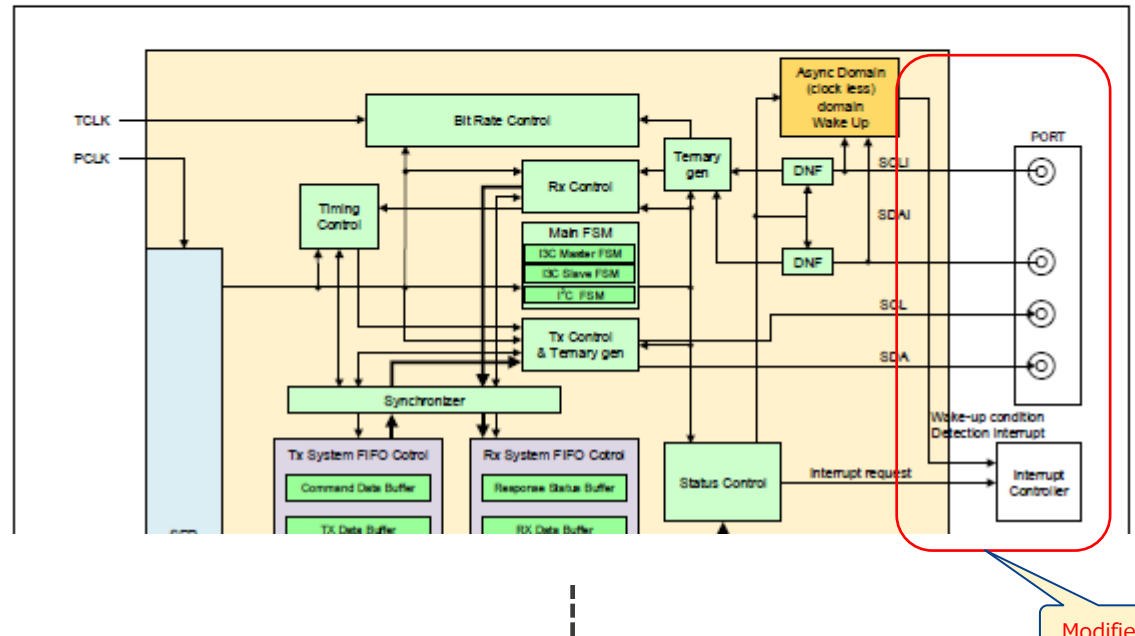 Async Domain
(clock less)
domain
Wake Up
TCLK
Bit Rate Control
PORT
PCLK
Ternary
gen
DNF
SCLI
Rx Control
Timing
Control
SDAI
Main FSM
I3C Master FSM
DNF
I3C Slave FSM
I²C FSM
SCL
Tx Control
& Ternary gen
SDA
Synchronizer
Wake-up condition
Detection Interrupt
Tx System FIFO Cotrol
Rx System FIFO Cotrol
Status Control
Interrupt request
Interrupt
Controller
Command Data Buffer
Response Status Buffer
TX Data Buffer
RX Data Buffer
Modifie